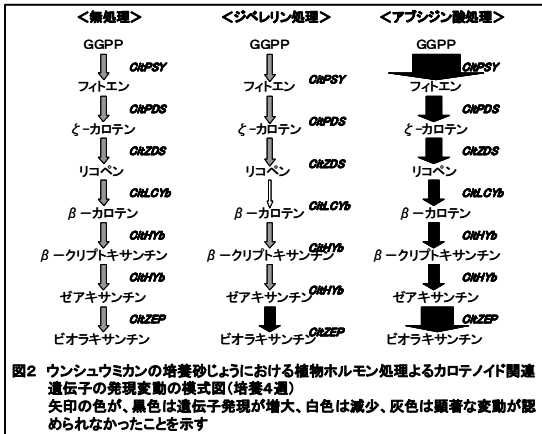 <無処理>
GGPP
CitPSY
フィトエン
CitPDS
ζ-カロテン
CitZDS
リコペン
CitLCYb
β-カロテン
CitHYb
β-クリプトキサンチン
CitHYb
ゼアキサンチン
CitZEP
ビオラキサンチン
<ジベレリン処理>
GGPP
CitPSY
フィトエン
CitPDS
ζ-カロテン
CitZDS
リコペン
CitLCYb
β-カロテン
CitHYb
β-クリプトキサンチン
CitHYb
ゼアキサンチン
CitZEP
ビオラキサンチン
<アブシジン酸処理>
GGPP
CitPSY
フィトエン
CitPDS
ζ-カロテン
CitZDS
リコペン
CitLCYb
β-カロテン
CitHYb
β-クリプトキサンチン
CitHYb
ゼアキサンチン
CitZEP
ビオラキサンチン
図2 ウンシュウミカンの培養砂じょうにおける植物ホルモン処理よるカロテノイド関連
遺伝子の発現変動の模式図(培養4週)
矢印の色が、黒色は遺伝子発現が増大、白色は減少、灰色は顕著な変動が認
められなかったことを示す